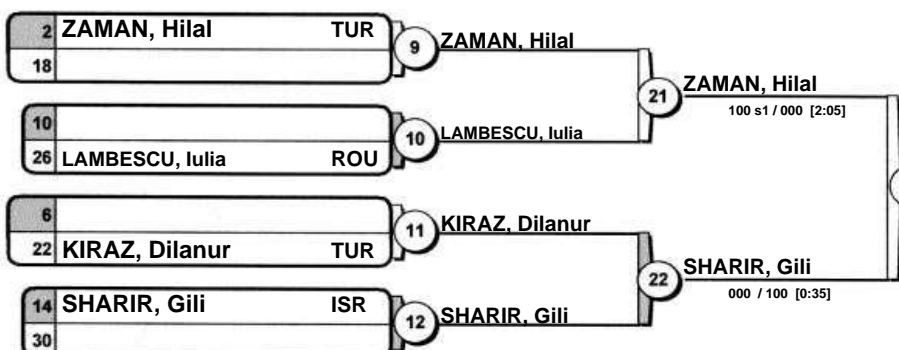 2 ZAMAN, Hilal TUR
18
9
ZAMAN, Hilal
10
26 LAMBESCU, Iulia ROU
10
LAMBESCU, Iulia
21
ZAMAN, Hilal
100 s1 / 000 [2:05]
6
22 KIRAZ, Dilanur TUR
11
KIRAZ, Dilanur
14 SHARIR, Gili ISR
30
12
SHARIR, Gili
22
SHARIR, Gili
000 / 100 [0:35]